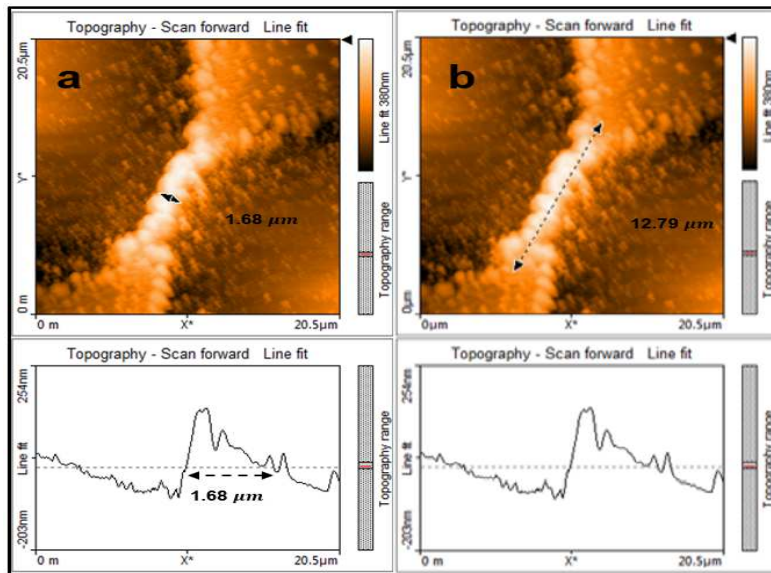 Topography - Scan forward Line fit
20.5µm
Y*
0 m
a
1.68 µm
0 m X* 20.5µm
Line fit 380nm
Topography range
Topography - Scan forward Line fit
20.5µm
Y*
0µm
b
12.79 µm
0µm X* 20.5µm
Line fit 380nm
Topography range
Topography - Scan forward Line fit
254nm
Line fit
-203nm
1.68 µm
0 m X* 20.5µm
Topography range
Topography - Scan forward Line fit
254nm
Line fit
-203nm
0 m X* 20.5µm
Topography range